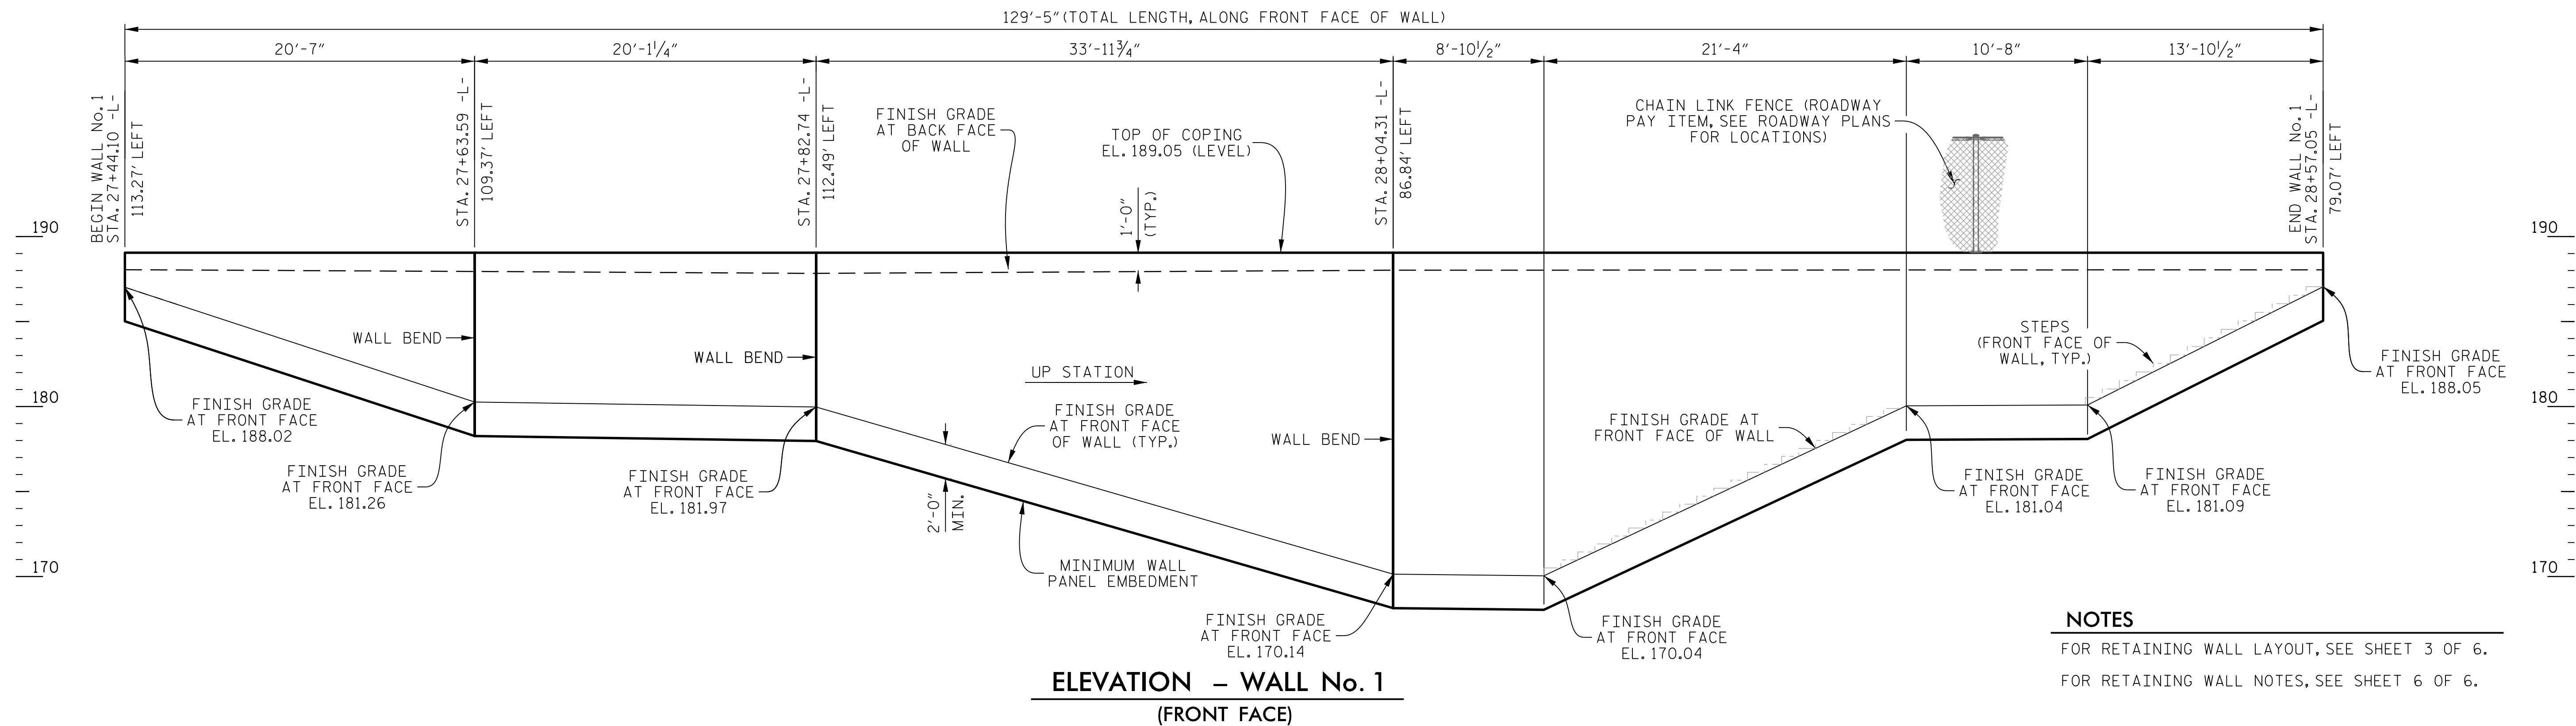 129'-5" (TOTAL LENGTH, ALONG FRONT FACE OF WALL)
20'-7"
20'-1¼"
33'-11¾"
8'-10½"
21'-4"
10'-8"
13'-10½"
BEGIN WALL No. 1
STA. 27+44.10 -L-
113.27' LEFT
STA. 27+63.59 -L-
109.37' LEFT
STA. 27+82.74 -L-
112.49' LEFT
FINISH GRADE
AT BACK FACE
OF WALL
TOP OF COPING
EL. 189.05 (LEVEL)
1'-0"
(TYP.)
STA. 28+04.31 -L-
86.84' LEFT
CHAIN LINK FENCE (ROADWAY
PAY ITEM, SEE ROADWAY PLANS
FOR LOCATIONS)
END WALL No. 1
STA. 28+57.05 -L-
79.07' LEFT
190
190
180
180
170
170
WALL BEND
WALL BEND
WALL BEND
UP STATION
STEPS
(FRONT FACE OF
WALL, TYP.)
FINISH GRADE
AT FRONT FACE
EL. 188.05
FINISH GRADE
AT FRONT FACE
EL. 188.02
FINISH GRADE
AT FRONT FACE
OF WALL (TYP.)
FINISH GRADE AT
FRONT FACE OF WALL
FINISH GRADE
AT FRONT FACE
EL. 181.26
FINISH GRADE
AT FRONT FACE
EL. 181.97
2'-0"
MIN.
FINISH GRADE
AT FRONT FACE
EL. 181.04
FINISH GRADE
AT FRONT FACE
EL. 181.09
MINIMUM WALL
PANEL EMBEDMENT
FINISH GRADE
AT FRONT FACE
EL. 170.14
FINISH GRADE
AT FRONT FACE
EL. 170.04
NOTES
FOR RETAINING WALL LAYOUT, SEE SHEET 3 OF 6.
FOR RETAINING WALL NOTES, SEE SHEET 6 OF 6.
ELEVATION – WALL No. 1
(FRONT FACE)